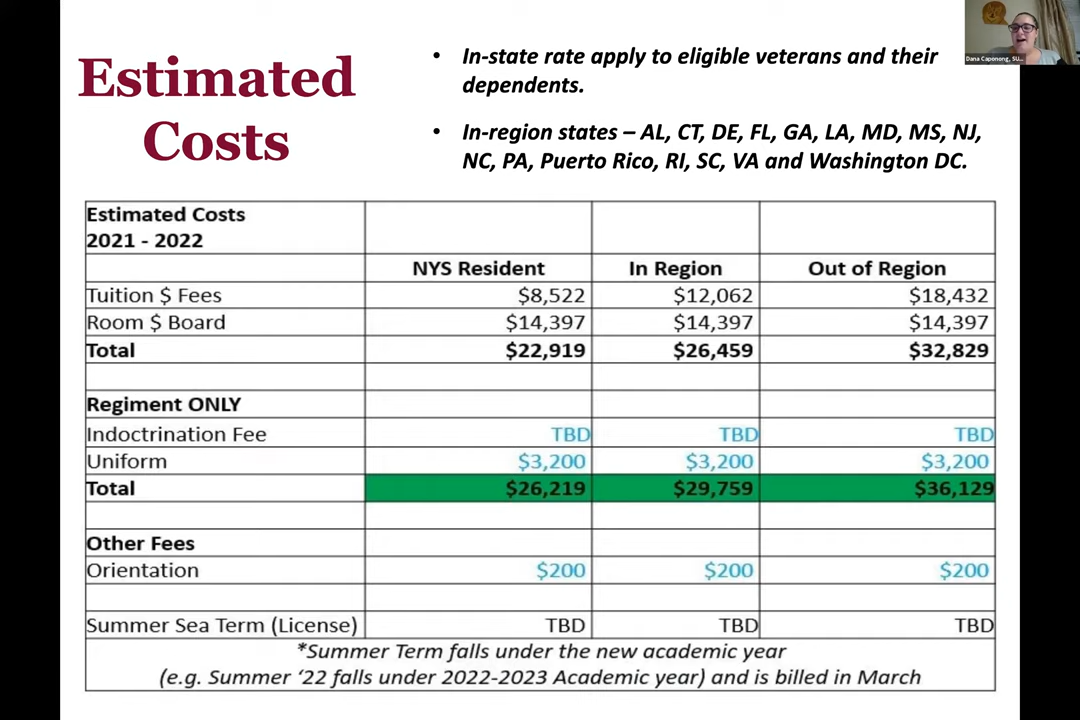 Estimated
Costs
• In-state rate apply to eligible veterans and their
dependents.
• In-region states – AL, CT, DE, FL, GA, LA, MD, MS, NJ,
NC, PA, Puerto Rico, RI, SC, VA and Washington DC.
Dana Caponong, SU...
Estimated Costs
2021 - 2022
NYS Resident In Region Out of Region
Tuition $ Fees $8,522 $12,062 $18,432
Room $ Board $14,397 $14,397 $14,397
Total $22,919 $26,459 $32,829
Regiment ONLY
Indoctrination Fee TBD TBD TBD
Uniform $3,200 $3,200 $3,200
Total $26,219 $29,759 $36,129
Other Fees
Orientation $200 $200 $200
Summer Sea Term (License) TBD TBD TBD
*Summer Term falls under the new academic year
(e.g. Summer ‘22 falls under 2022-2023 Academic year) and is billed in March